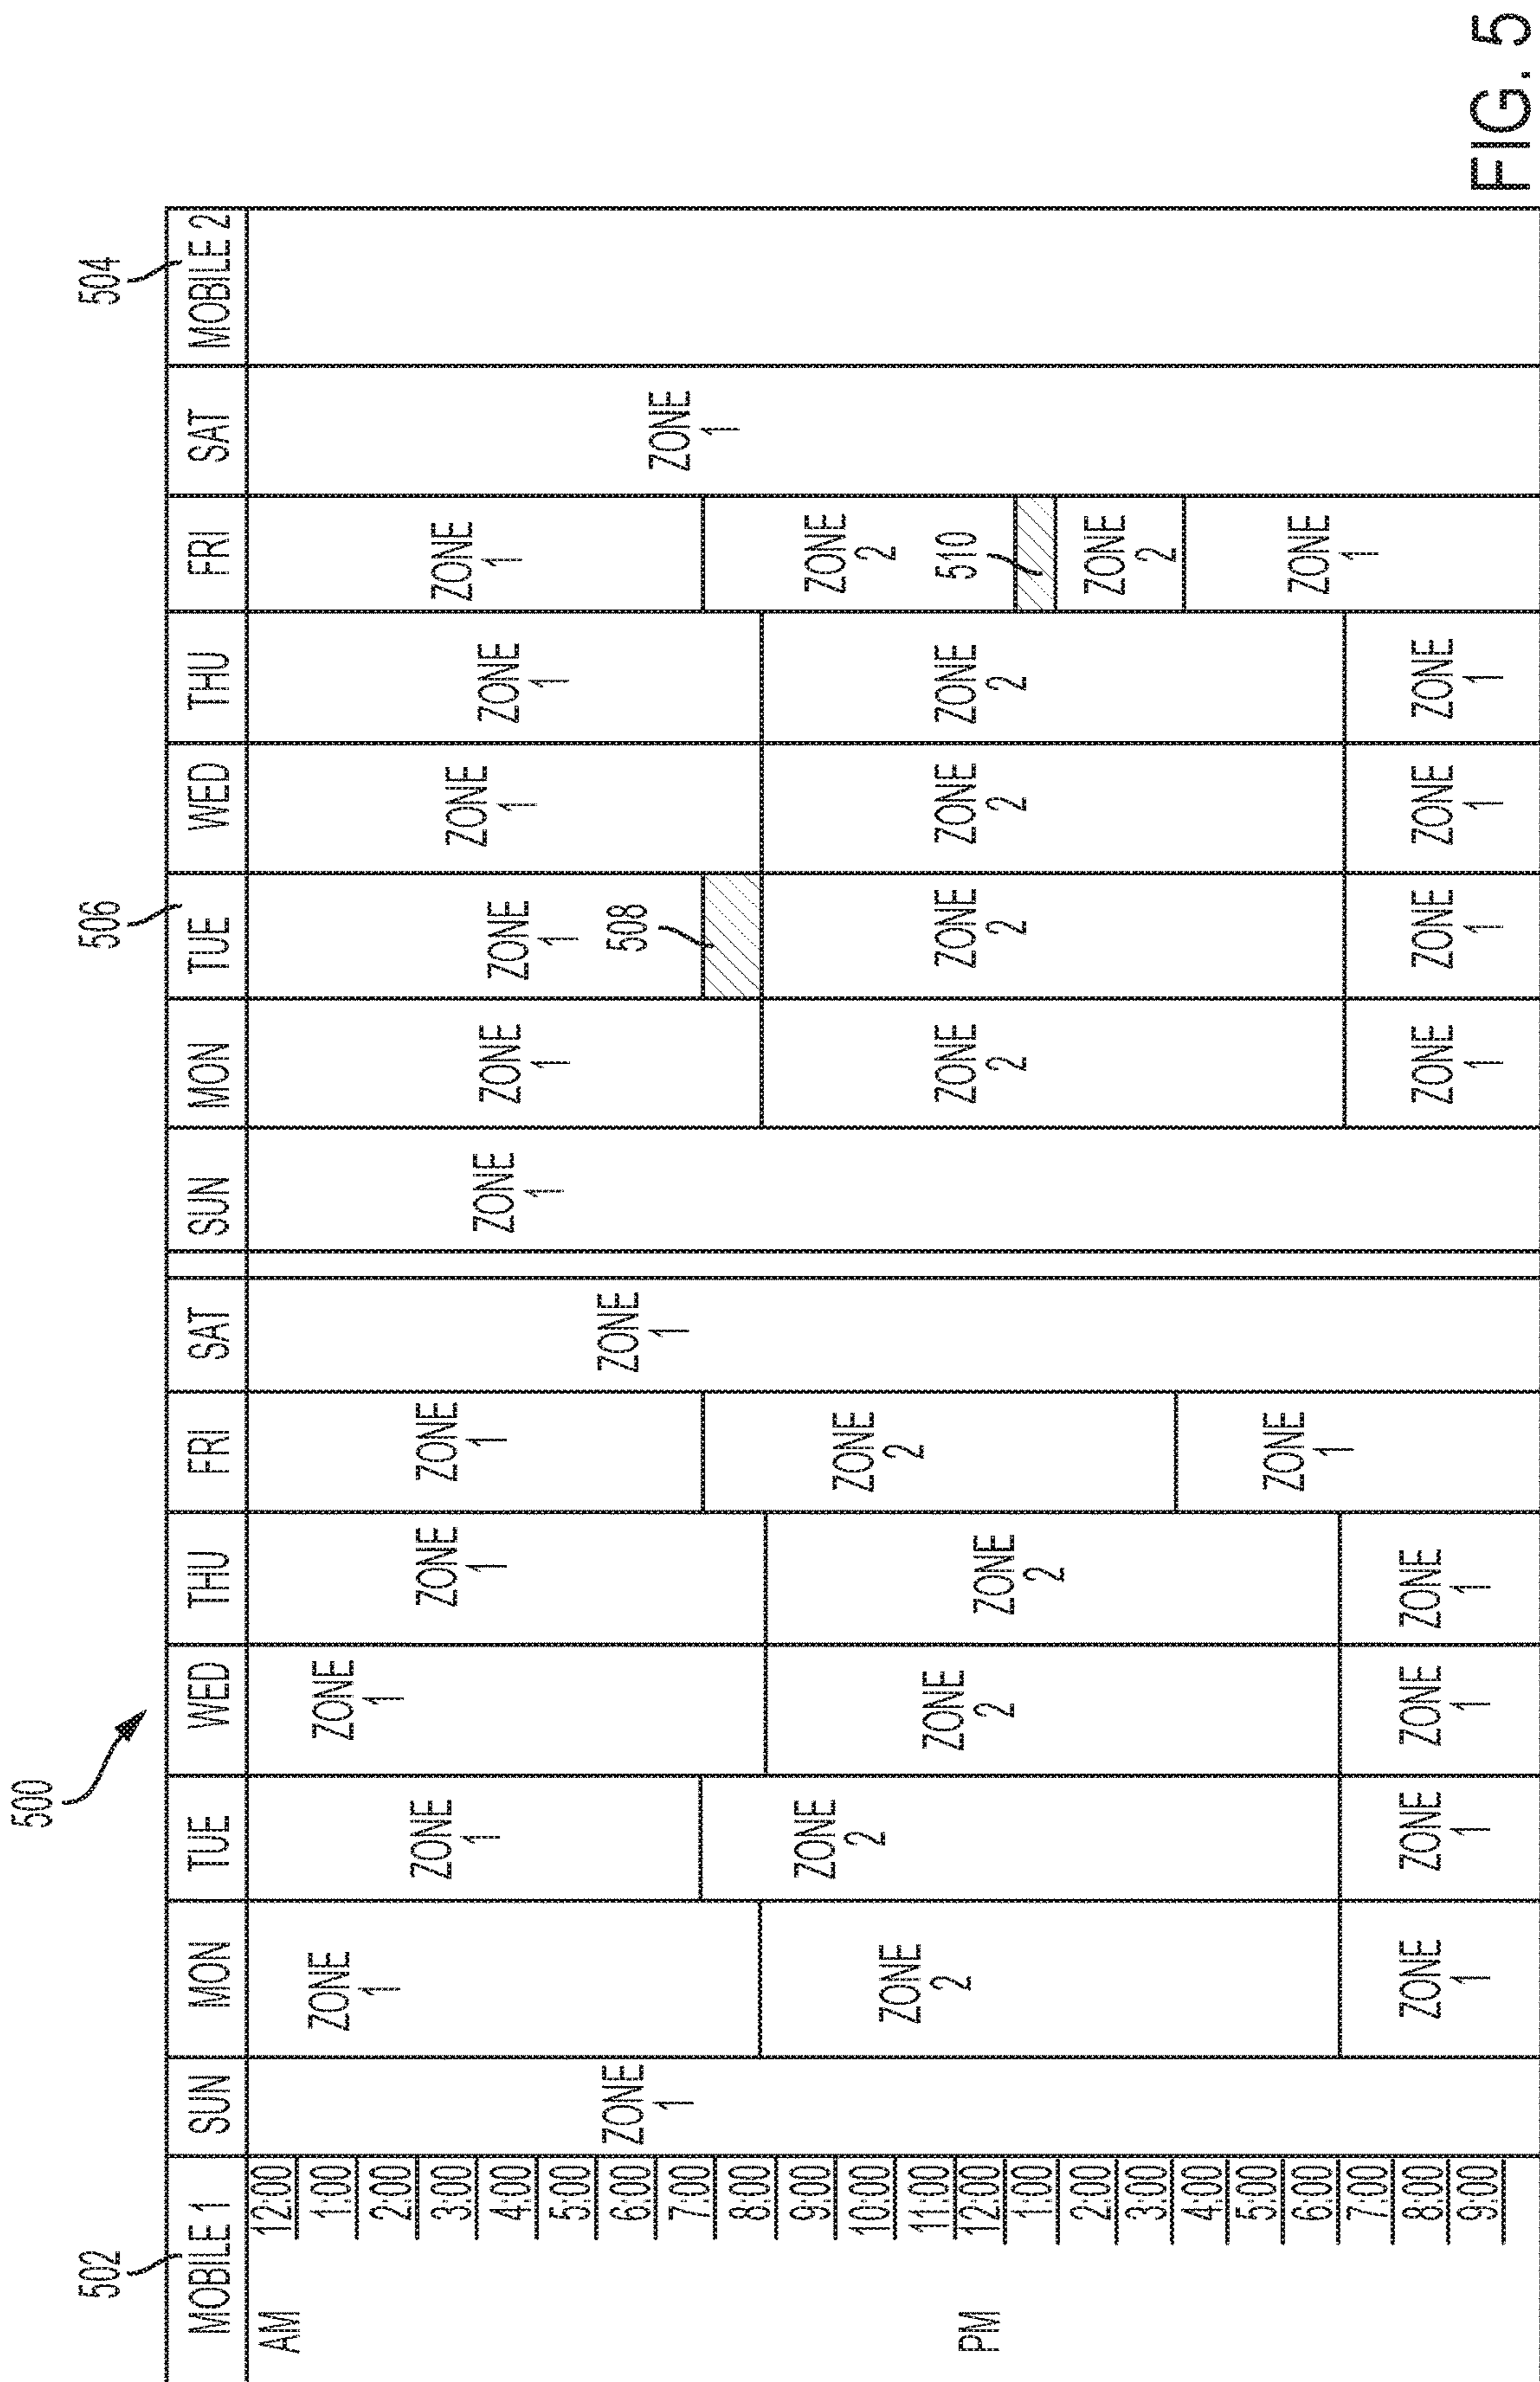 500
502
506
504
MOBILE 1 SUN MON TUE WED THU FRI SAT SUN MON TUE WED THU FRI SAT MOBILE 2
AM
12:00
1:00
2:00
3:00
4:00
5:00
6:00
7:00
8:00
9:00
10:00
11:00
PM
12:00
1:00
2:00
3:00
4:00
5:00
6:00
7:00
8:00
9:00
ZONE
1
ZONE
1
ZONE
2
ZONE
1
ZONE
1
ZONE
2
ZONE
1
ZONE
1
ZONE
2
ZONE
1
ZONE
1
ZONE
2
ZONE
1
ZONE
1
ZONE
2
ZONE
1
ZONE
1
ZONE
1
ZONE
1
ZONE
2
ZONE
1
ZONE
1
508
ZONE
2
ZONE
1
ZONE
1
ZONE
2
ZONE
1
ZONE
1
ZONE
2
ZONE
1
ZONE
1
ZONE
2
510
ZONE
2
ZONE
1
ZONE
1
FIG. 5